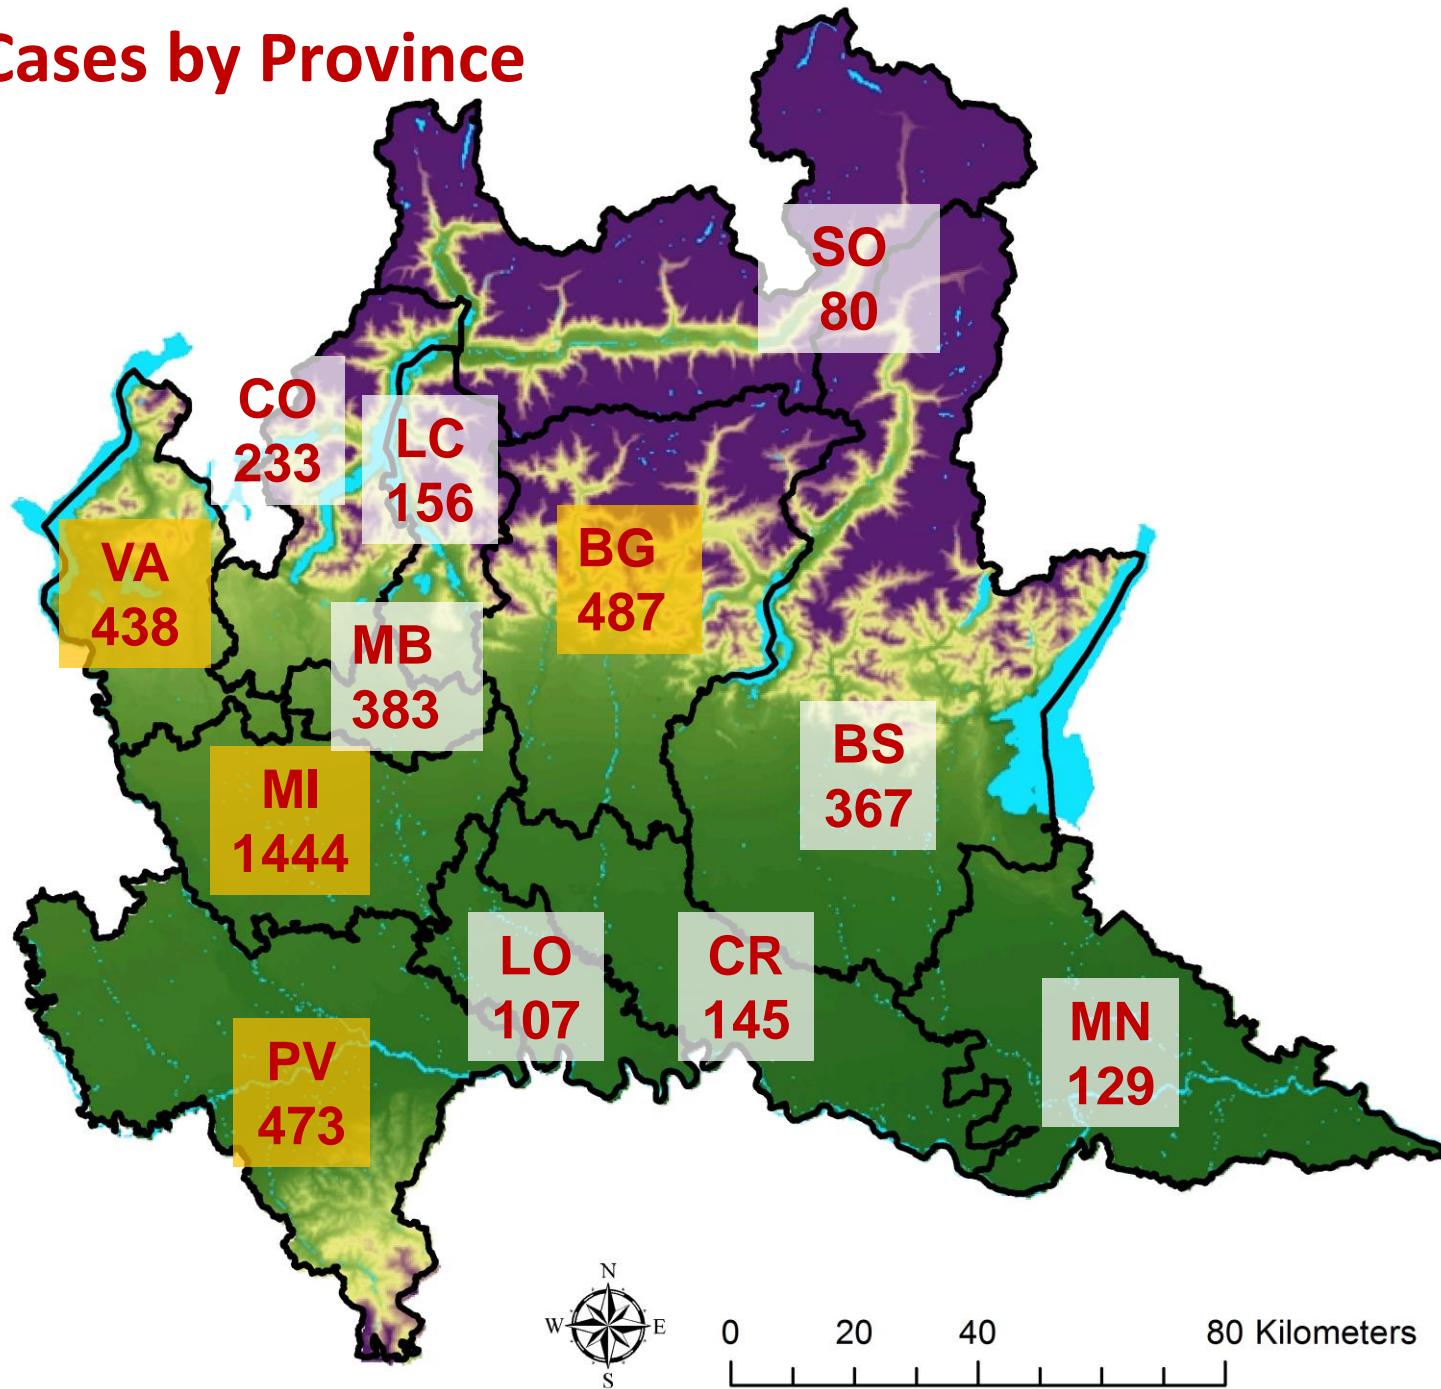 Cases by Province
SO
80
CO
233
LC
156
VA
438
BG
487
MB
383
BS
367
MI
1444
LO
107
CR
145
MN
129
PV
473
N
W E
S
0 20 40 80 Kilometers